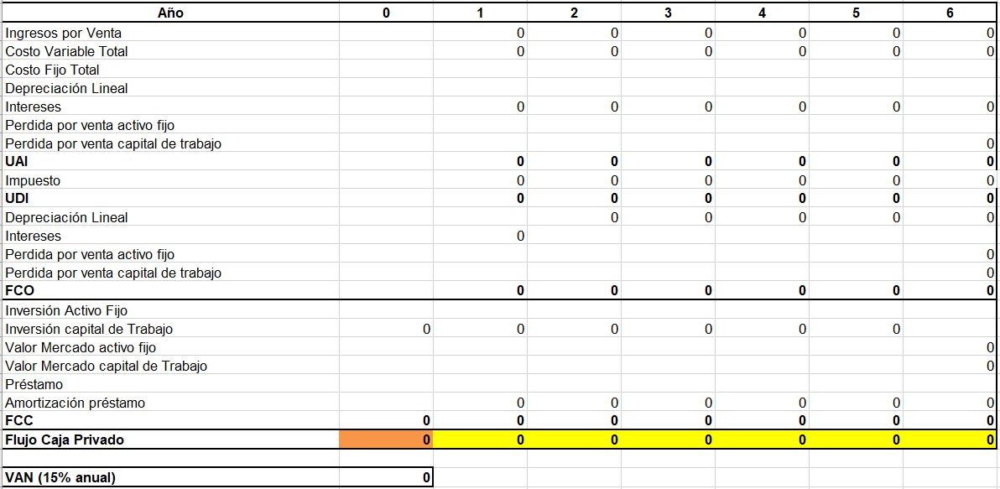 Año 0 1 2 3 4 5 6
Ingresos por Venta 0 0 0 0 0 0
Costo Variable Total 0 0 0 0 0 0
Costo Fijo Total
Depreciación Lineal
Intereses 0 0 0 0 0 0
Perdida por venta activo fijo
Perdida por venta capital de trabajo 0
UAI 0 0 0 0 0 0
Impuesto 0 0 0 0 0 0
UDI 0 0 0 0 0 0
Depreciación Lineal 0 0 0 0 0
Intereses 0
Perdida por venta activo fijo 0
Perdida por venta capital de trabajo 0
FCO 0 0 0 0 0 0
Inversión Activo Fijo
Inversión capital de Trabajo 0 0 0 0 0 0
Valor Mercado activo fijo 0
Valor Mercado capital de Trabajo 0
Préstamo
Amortización préstamo 0 0 0 0 0 0
FCC 0 0 0 0 0 0 0
Flujo Caja Privado 0 0 0 0 0 0 0
VAN (15% anual) 0